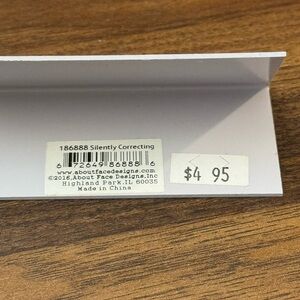 186888 Silently Correcting
6 72649 86888 6
www.aboutfacedesigns.com
©2016 About Face Designs, Inc
Highland Park, IL 60035
Made in China
$4 95